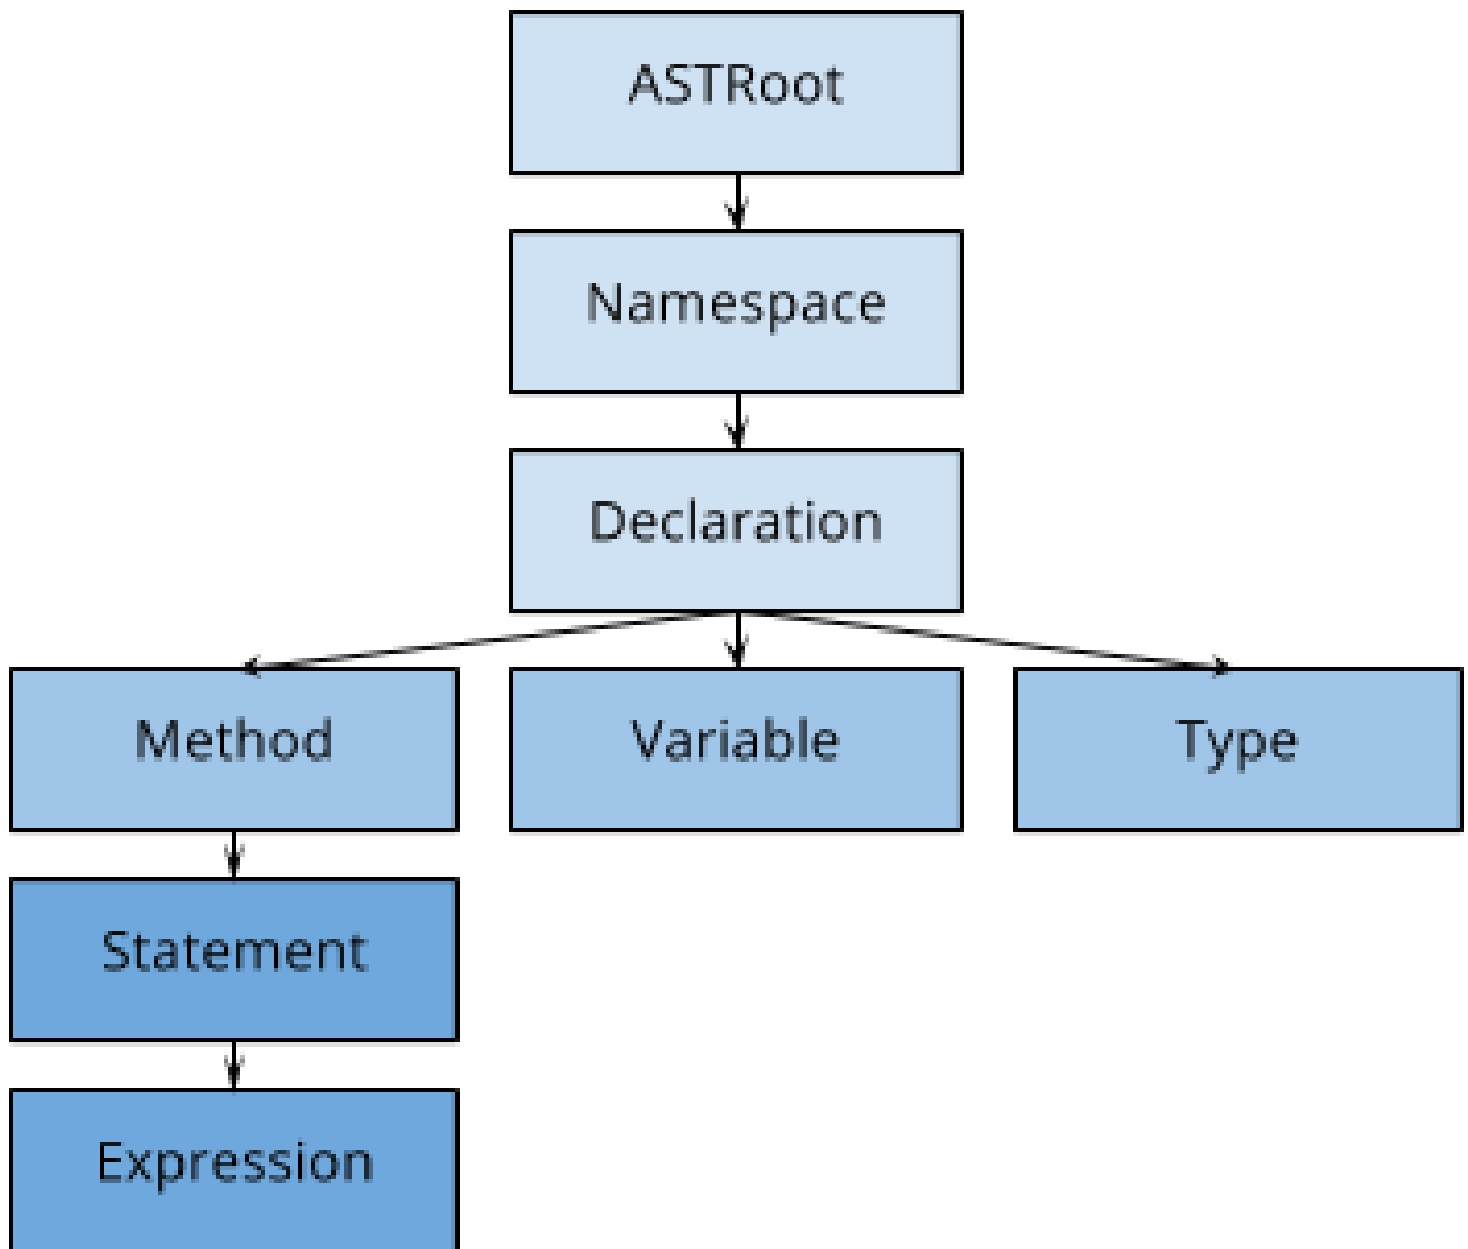 ASTRoot
Namespace
Declaration
Method
Variable
Type
Statement
Expression